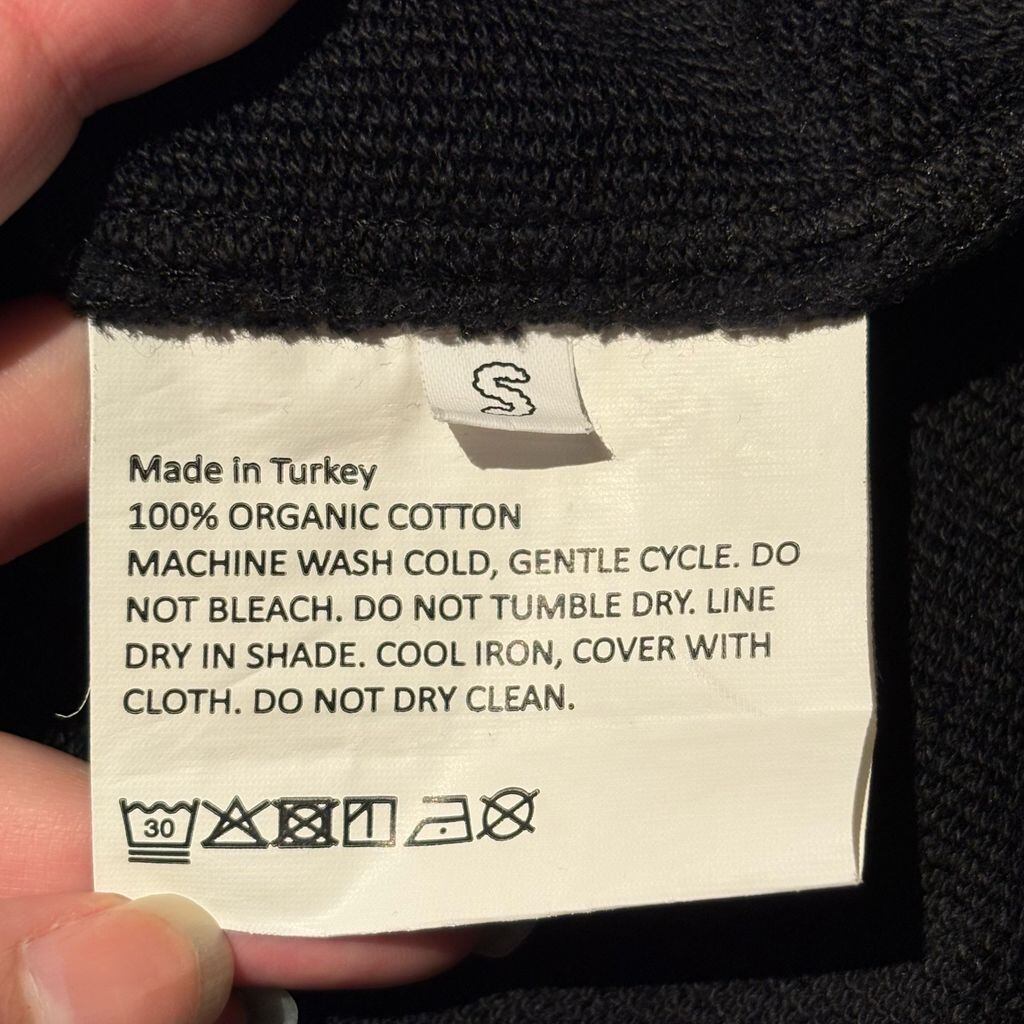 S
Made in Turkey
100% ORGANIC COTTON
MACHINE WASH COLD, GENTLE CYCLE. DO
NOT BLEACH. DO NOT TUMBLE DRY. LINE
DRY IN SHADE. COOL IRON, COVER WITH
CLOTH. DO NOT DRY CLEAN.
30